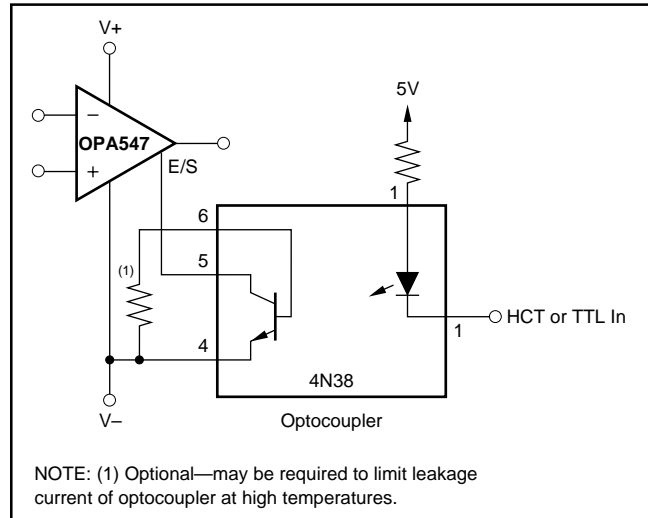 V+
5V
–
OPA547
+
E/S
1
6
(1)
5
1
HCT or TTL In
4
4N38
V–
Optocoupler
NOTE: (1) Optional—may be required to limit leakage
current of optocoupler at high temperatures.